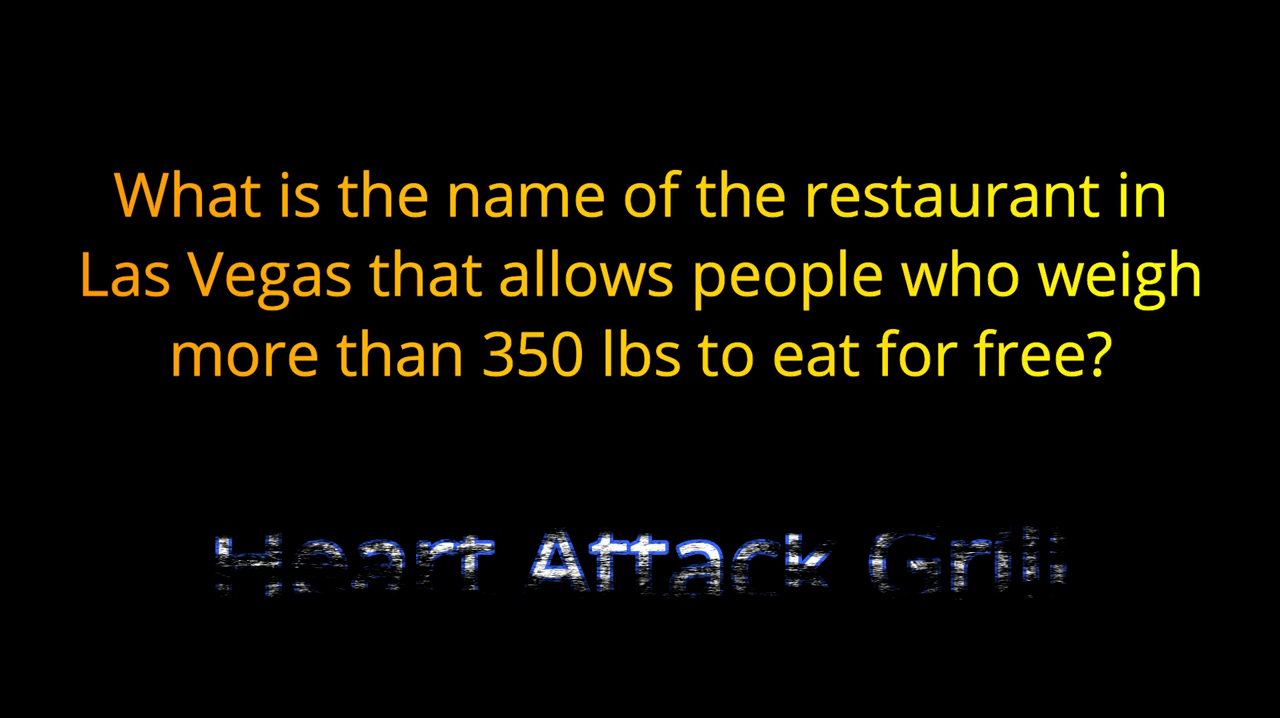 What is the name of the restaurant in
Las Vegas that allows people who weigh
more than 350 lbs to eat for free?
Heart Attack Grill